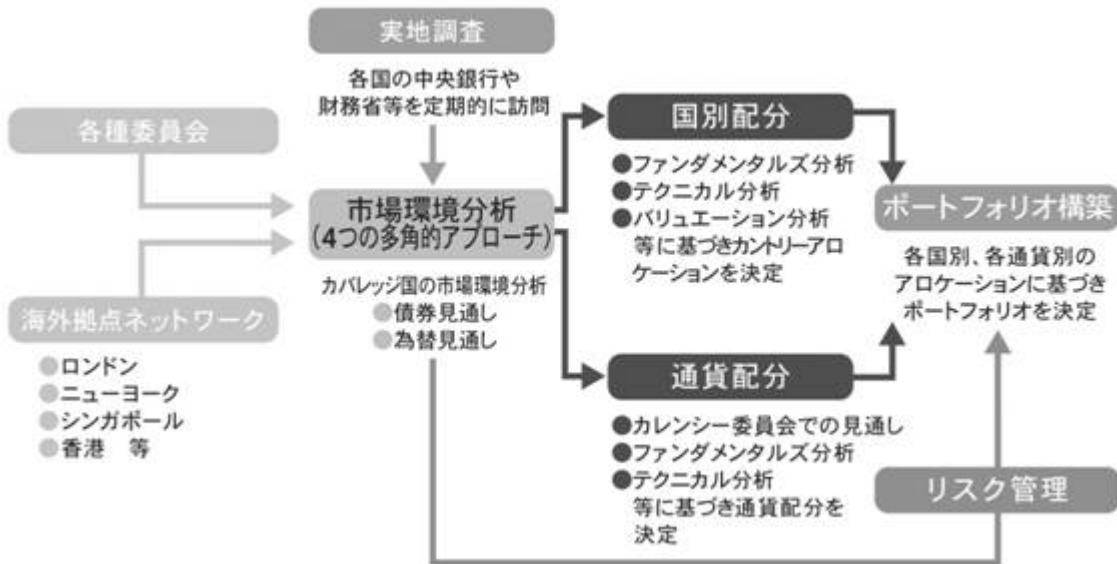 実地調査
各国の中央銀行や
財務省等を定期的に訪問
各種委員会
市場環境分析
(4つの多角的アプローチ)
カバレッジ国の市場環境分析
●債券見通し
●為替見通し
海外拠点ネットワーク
●ロンドン
●ニューヨーク
●シンガポール
●香港 等
国別配分
●ファンダメンタルズ分析
●テクニカル分析
●バリュエーション分析
等に基づきカントリーアロ
ケーションを決定
通貨配分
●カレンシー委員会での見通し
●ファンダメンタルズ分析
●テクニカル分析
等に基づき通貨配分を
決定
ポートフォリオ構築
各国別、各通貨別の
アロケーションに基づき
ポートフォリオを決定
リスク管理